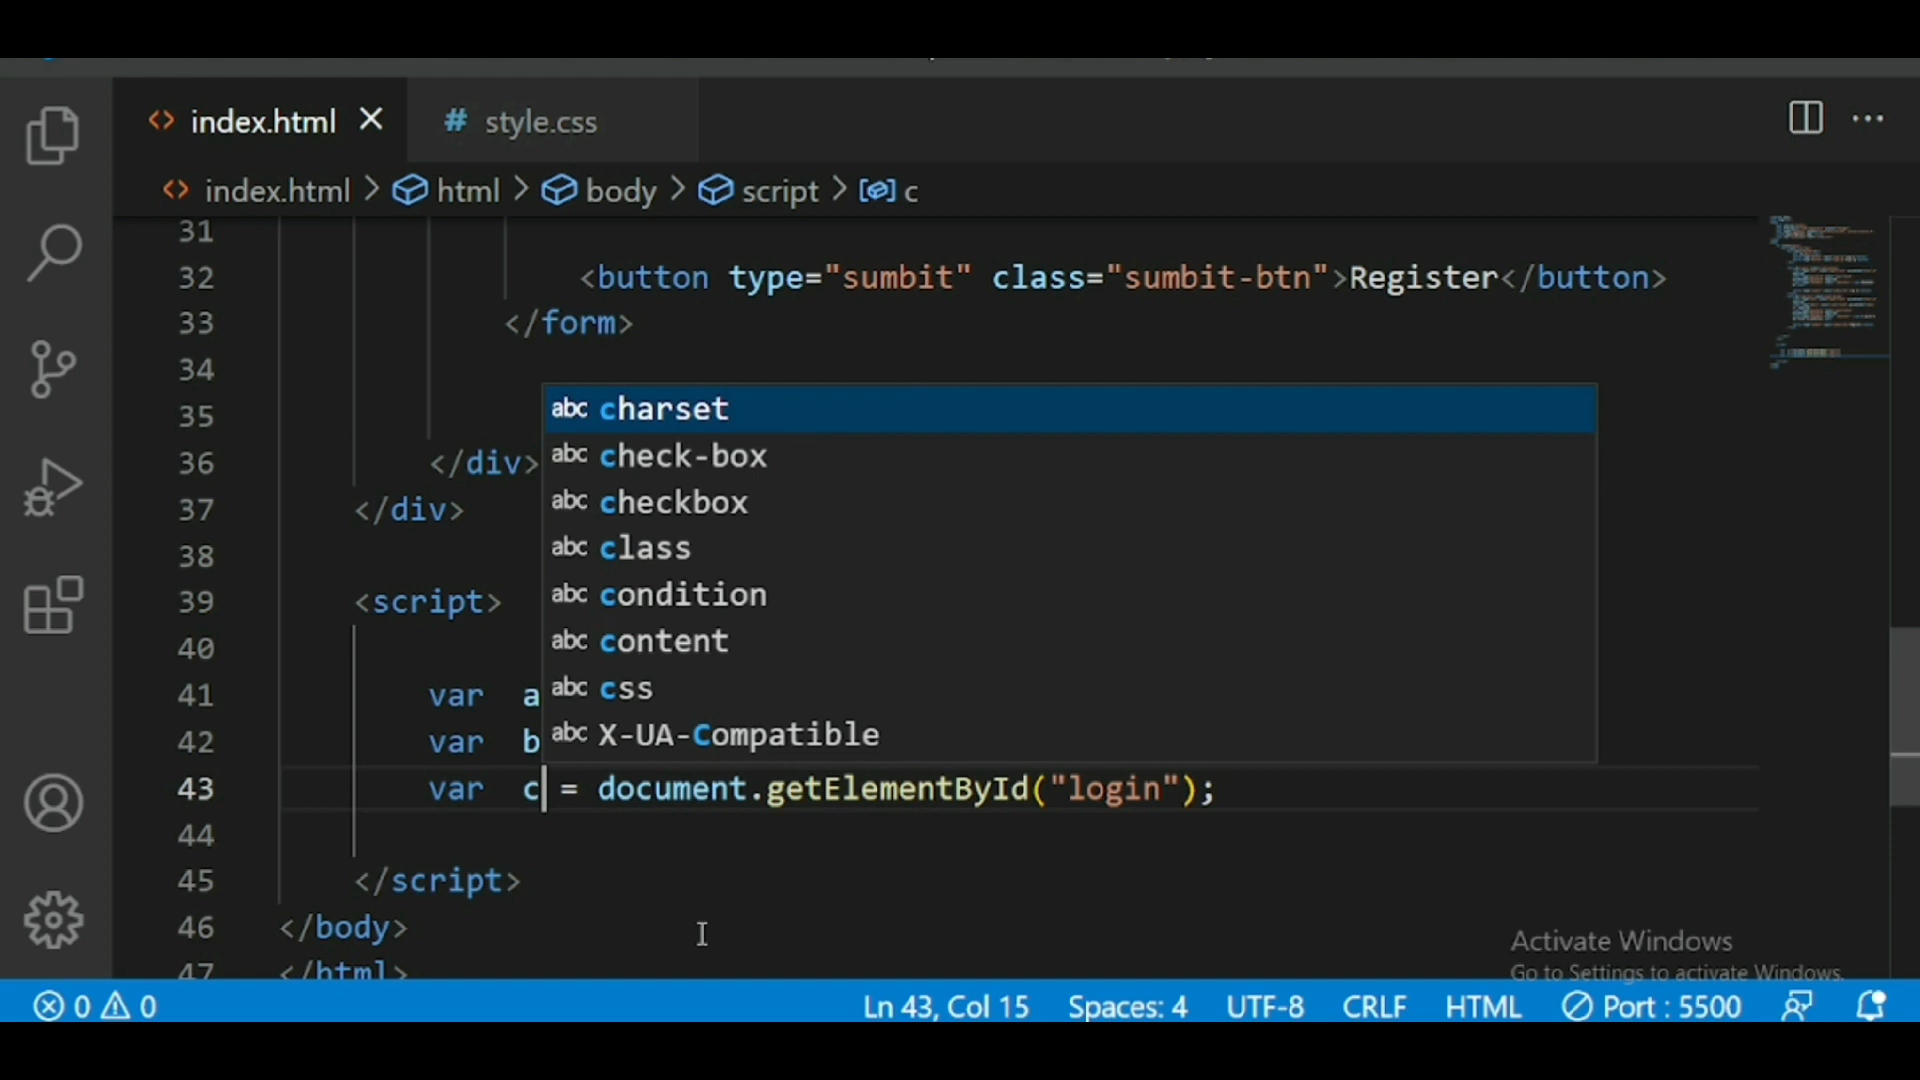 index.html
# style.css
index.html > html > body > script > c
31
32 <button type="sumbit" class="sumbit-btn">Register</button>
33 </form>
34
35
36 </div>
37 </div>
38
39 <script>
40
41 var a
42 var b
43 var c = document.getElementById("login");
44
45 </script>
46 </body>
47 </html>
abc charset
abc check-box
abc checkbox
abc class
abc condition
abc content
abc css
abc X-UA-Compatible
Activate Windows
Go to Settings to activate Windows.
0 0 Ln 43, Col 15 Spaces: 4 UTF-8 CRLF HTML Port : 5500